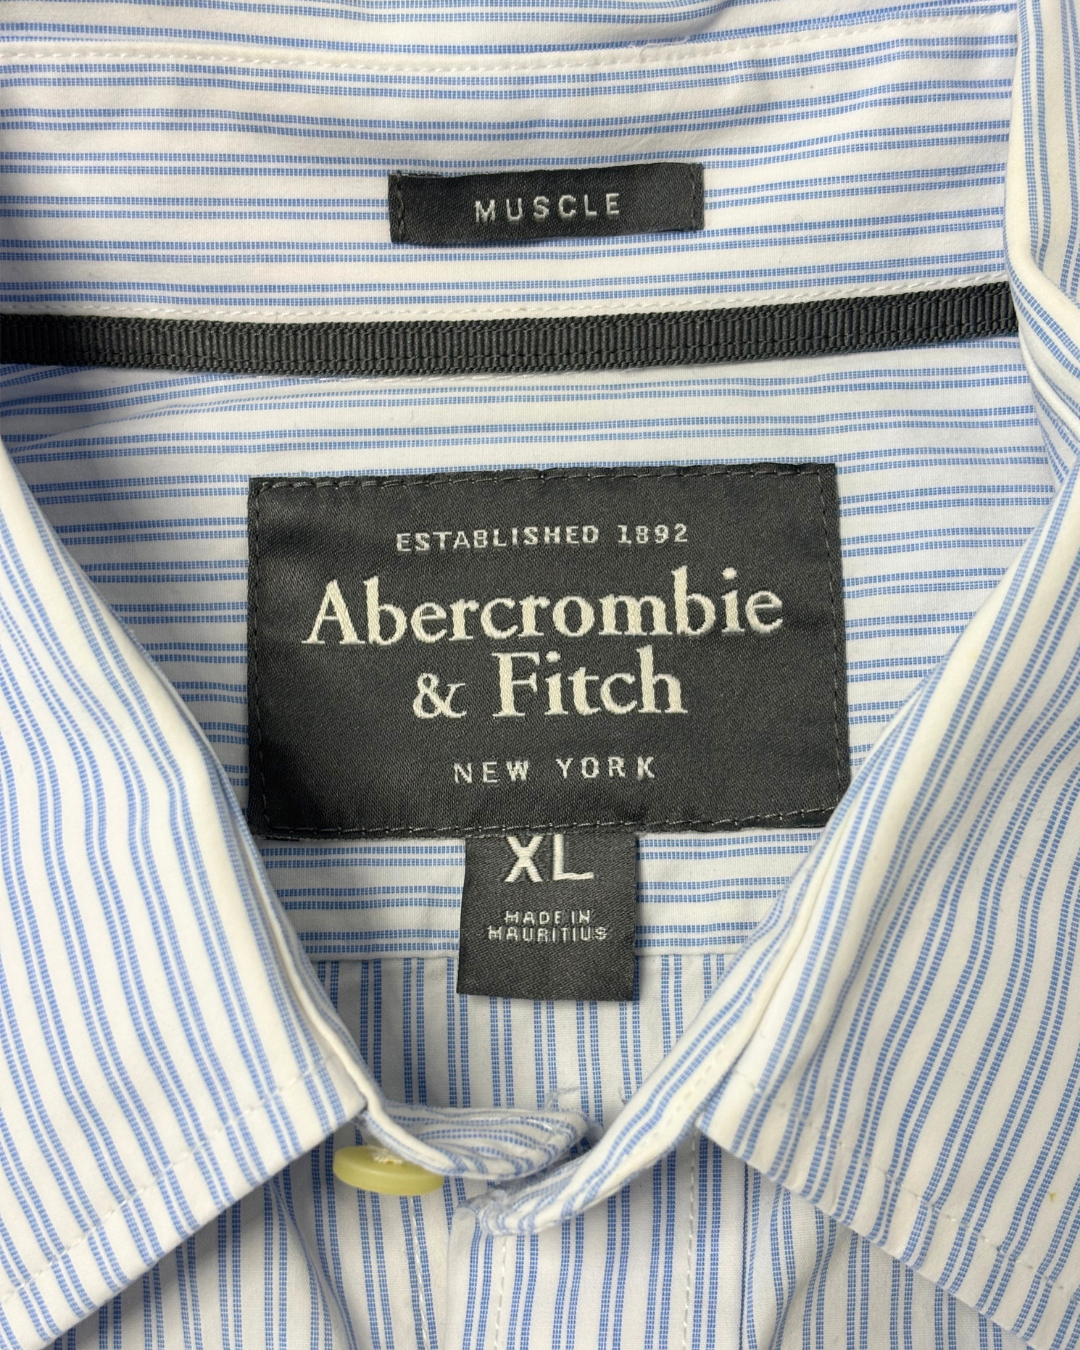 MUSCLE
ESTABLISHED 1892
Abercrombie
& Fitch
NEW YORK
XL
MADE IN
MAURITIUS